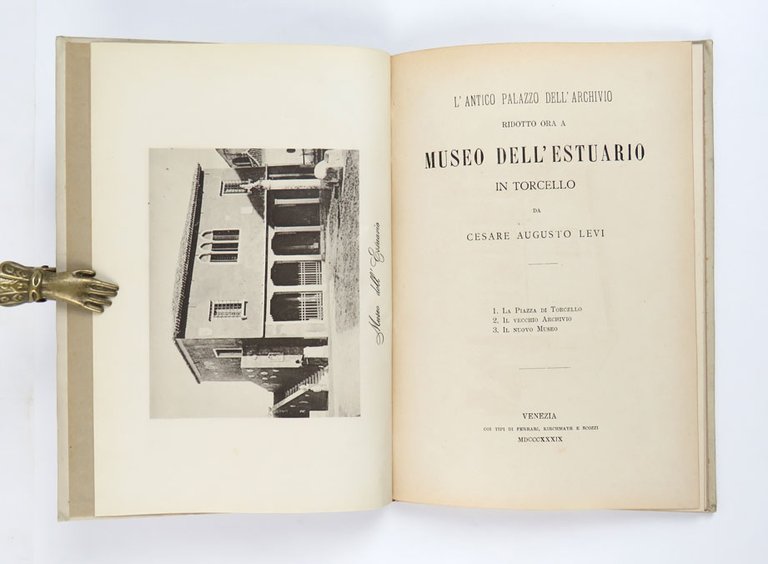 Museo dell' Estuario
L'ANTICO PALAZZO DELL'ARCHIVIO
RIDOTTO ORA A
MUSEO DELL'ESTUARIO
IN TORCELLO
DA
CESARE AUGUSTO LEVI
1. LA PIAZZA DI TORCELLO
2. IL VECCHIO ARCHIVIO
3. IL NUOVO MUSEO
VENEZIA
COI TIPI DI FERRARI, KIRCHMAYR E SCOZZI
MDCCCXXXIX